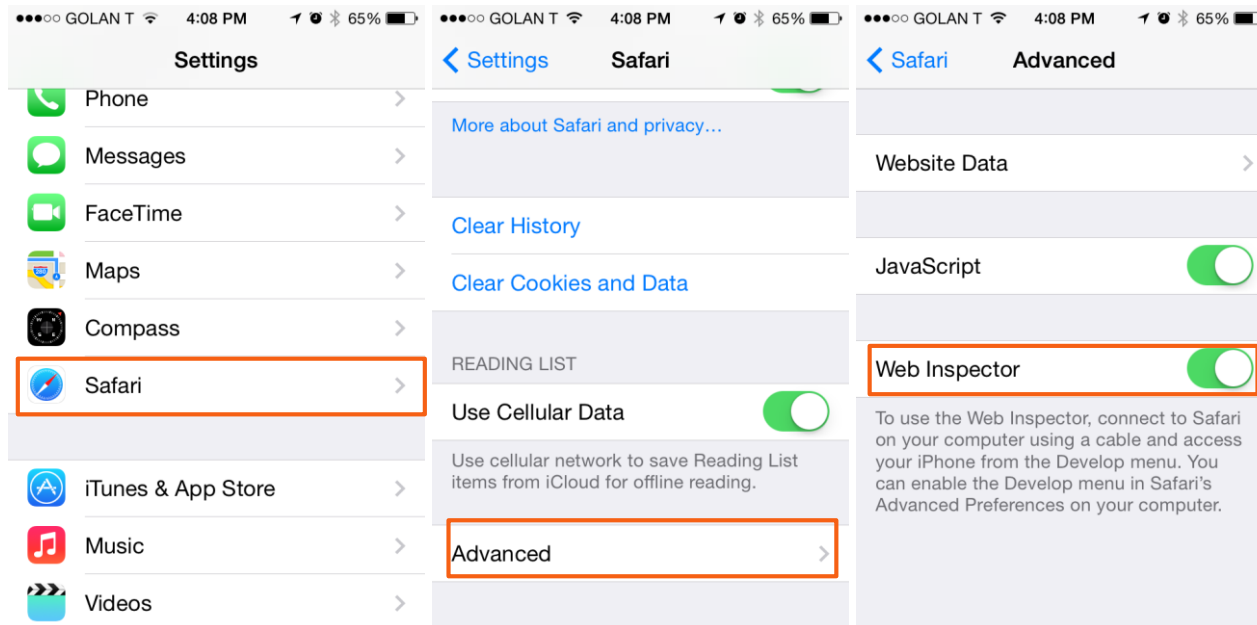 GOLAN T 4:08 PM 65%
Settings
Phone
Messages
FaceTime
Maps
Compass
Safari
iTunes & App Store
Music
Videos
GOLAN T 4:08 PM 65%
Settings Safari
More about Safari and privacy…
Clear History
Clear Cookies and Data
READING LIST
Use Cellular Data
Use cellular network to save Reading List
items from iCloud for offline reading.
Advanced
GOLAN T 4:08 PM 65%
Safari Advanced
Website Data
JavaScript
Web Inspector
To use the Web Inspector, connect to Safari
on your computer using a cable and access
your iPhone from the Develop menu. You
can enable the Develop menu in Safari's
Advanced Preferences on your computer.